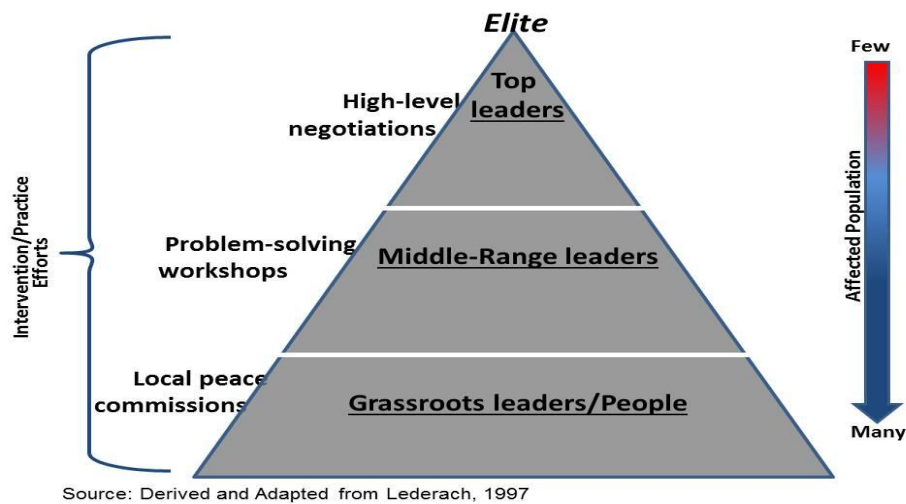 Elite
Few
Top
leaders
High-level
negotiations
Intervention/Practice
Efforts
Affected Population
Problem-solving
workshops
Middle-Range leaders
Local peace
commissions
Grassroots leaders/People
Many
Source: Derived and Adapted from Lederach, 1997